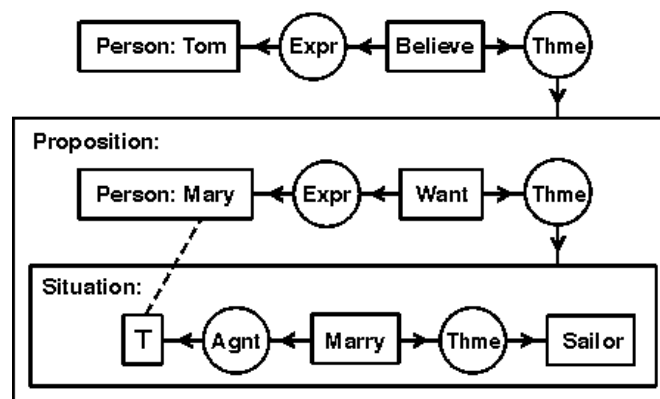 Person: Tom Expr Believe Thme
Proposition:
Person: Mary Expr Want Thme
Situation:
T Agnt Marry Thme Sailor